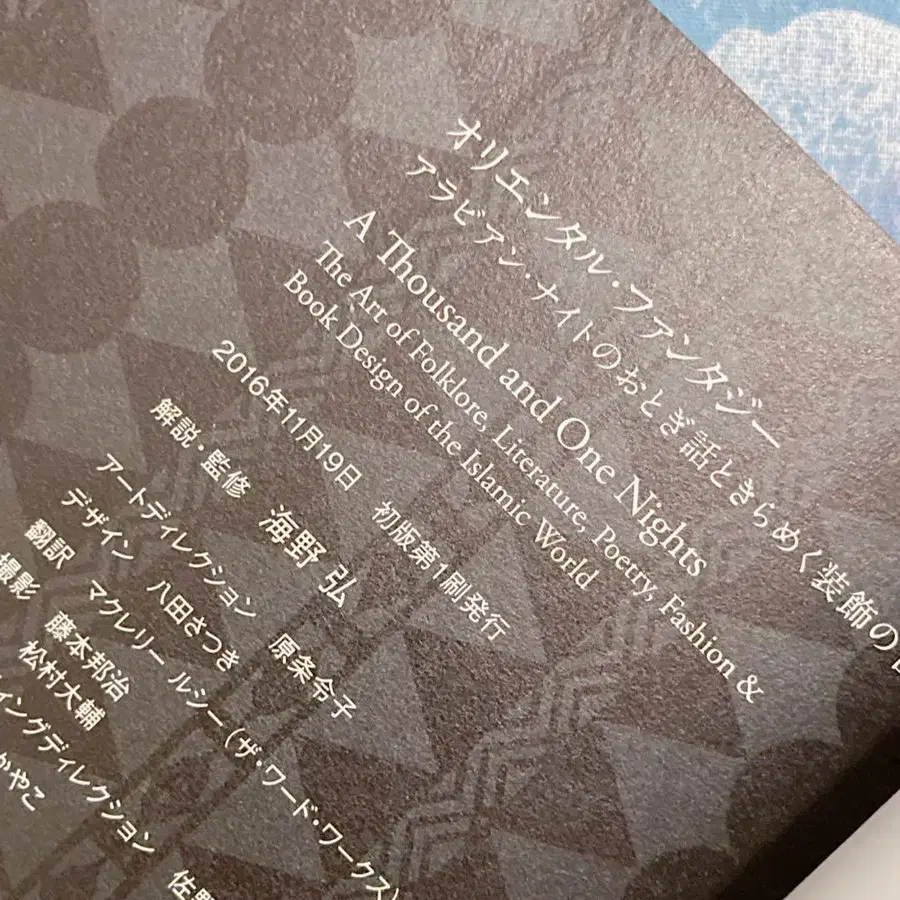 オリエンタル・ファンタジー
アラビアン・ナイトのおとぎ話ときらめく装飾の
A Thousand and One Nights
The Art of Folklore, Literature, Poetry, Fashion &
Book Design of the Islamic World
2016年11月19日　初版第1刷発行
解説・監修　海野 弘
アートディレクション　原条令子
デザイン　八田さつき
翻訳　マクレリー ルシー（ザ・ワード・ワークス）
撮影　藤本邦治
松村大輔
イングディレクション　佐野
かやこ